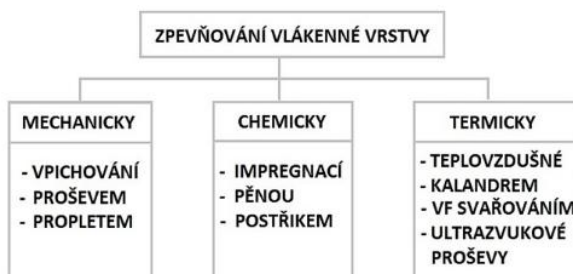 ZPEVŇOVÁNÍ VLÁKENNÉ VRSTVY
MECHANICKY
- VPICHOVÁNÍ
- PROŠEVEM
- PROPLETEM
CHEMICKY
- IMPREGNACÍ
- PĚNOU
- POSTŘIKEM
TERMICKY
- TEPLOVZDUŠNÉ
- KALANDREM
- VF SVAŘOVÁNÍM
- ULTRAZVUKOVÉ
PROŠEVY